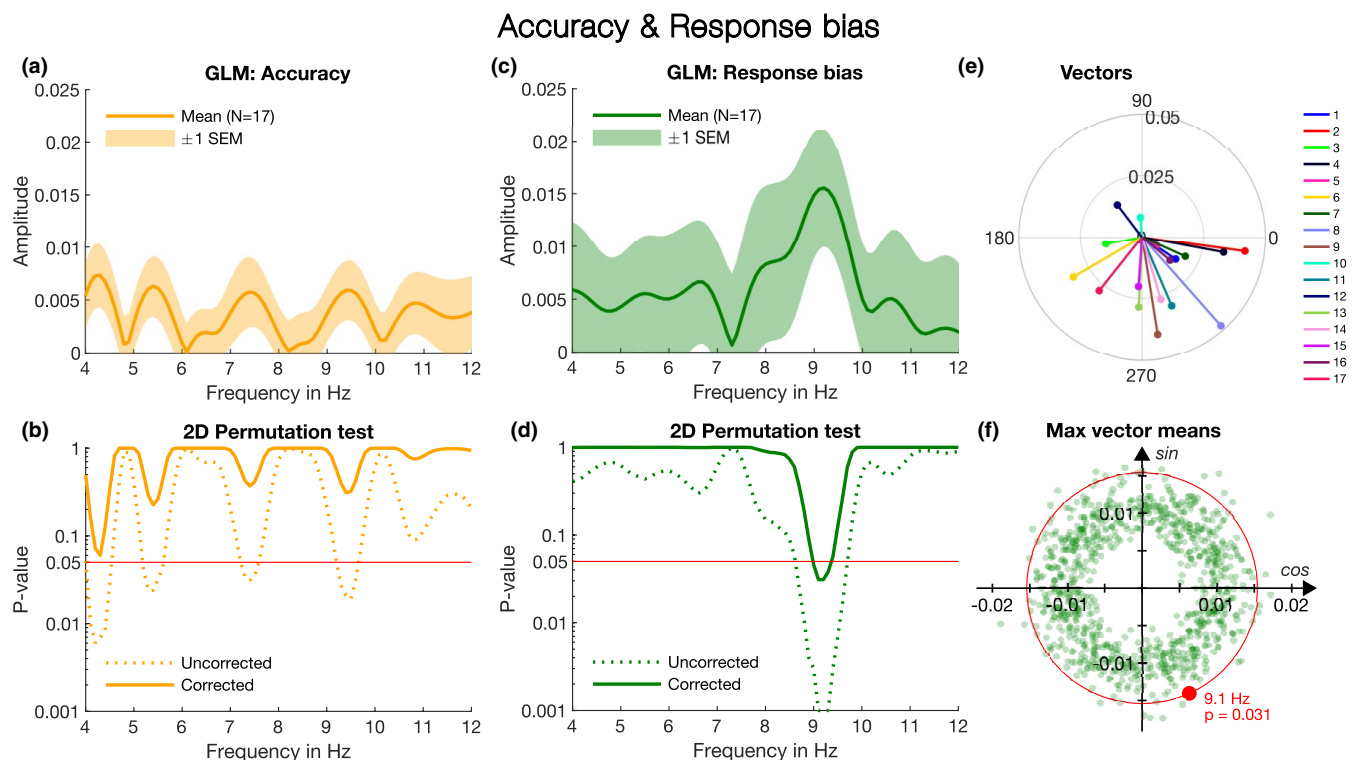 Accuracy & Response bias
(a)
GLM: Accuracy
0.025
0.02
0.015
0.01
0.005
0
Amplitude
Mean (N=17)
±1 SEM
4 5 6 7 8 9 10 11 12
Frequency in Hz
(c)
GLM: Response bias
0.025
0.02
0.015
0.01
0.005
0
Amplitude
Mean (N=17)
±1 SEM
4 5 6 7 8 9 10 11 12
Frequency in Hz
(e)
Vectors
90
0.05
0.025
180
0
270
1
2
3
4
5
6
7
8
9
10
11
12
13
14
15
16
17
(b)
2D Permutation test
1
0.1
0.05
0.01
0.001
P-value
Uncorrected
Corrected
4 5 6 7 8 9 10 11 12
Frequency in Hz
(d)
2D Permutation test
1
0.1
0.05
0.01
0.001
P-value
Uncorrected
Corrected
4 5 6 7 8 9 10 11 12
Frequency in Hz
(f)
Max vector means
sin
0.01
cos
-0.02 -0.01 0.01 0.02
-0.01
9.1 Hz
p = 0.031